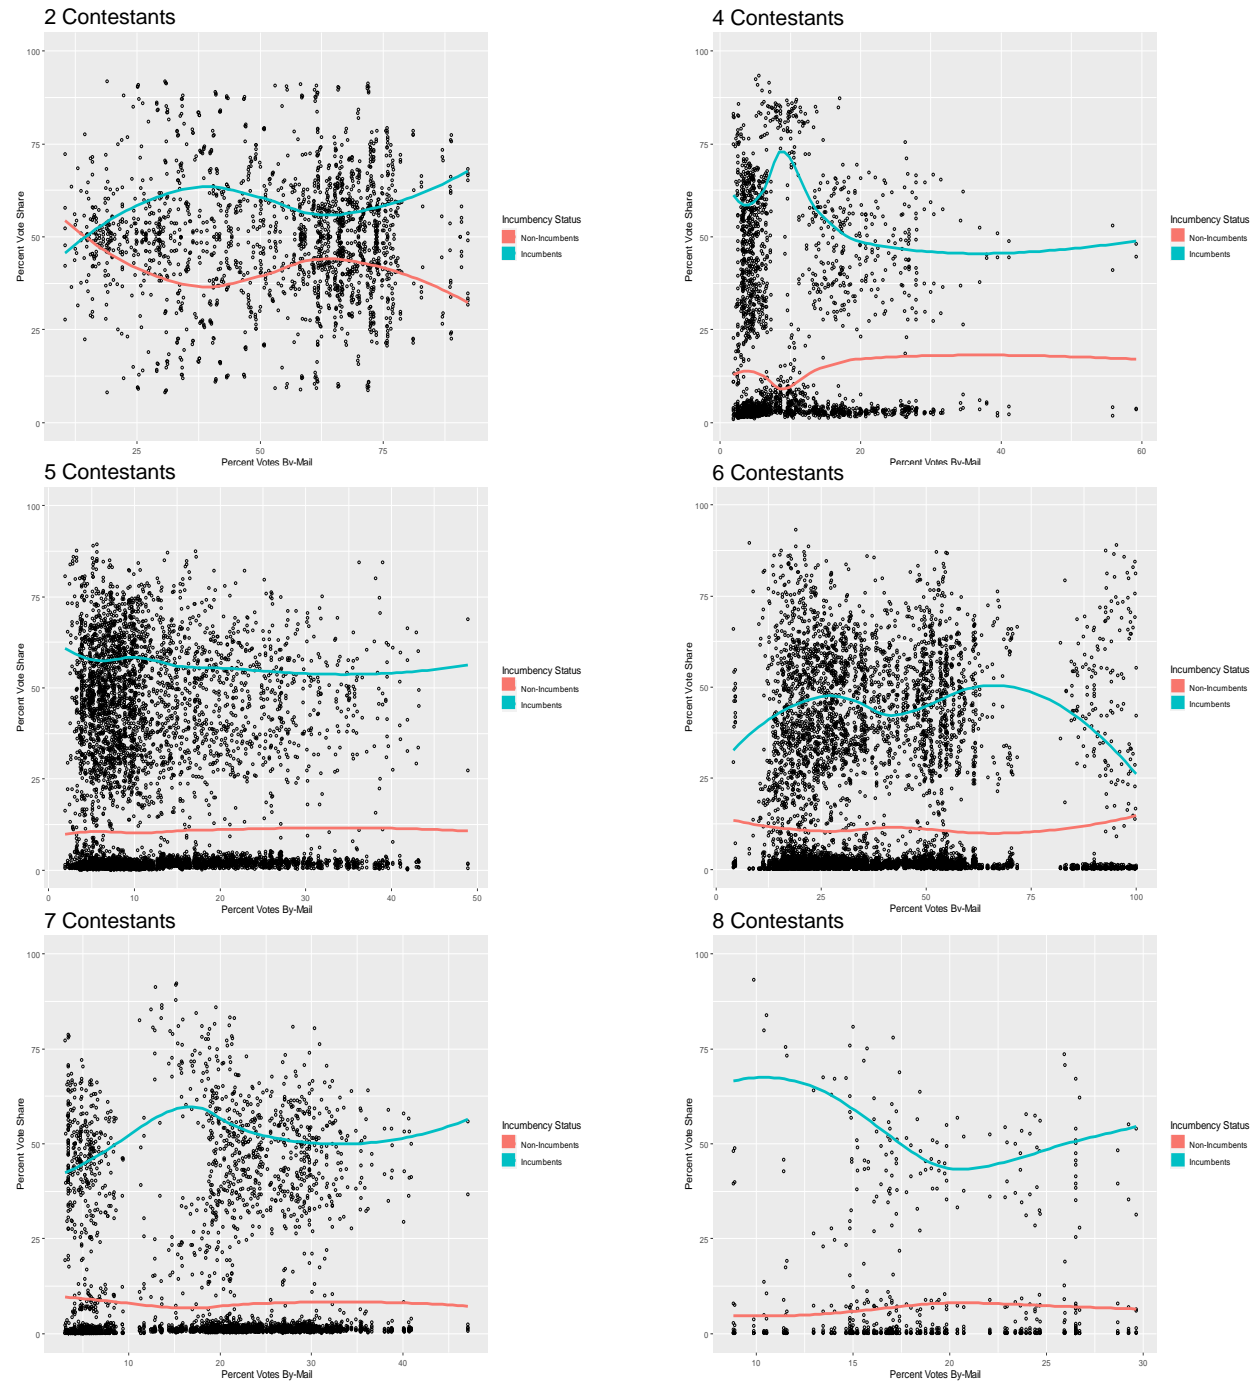 2 Contestants
100
75
50
25
0
Percent Vote Share
25
50
75
Percent Votes By-Mail
Incumbency Status
Non-Incumbents
Incumbents
4 Contestants
100
75
50
25
0
Percent Vote Share
0
20
40
60
Percent Votes By-Mail
Incumbency Status
Non-Incumbents
Incumbents
5 Contestants
100
75
50
25
0
Percent Vote Share
0
10
20
30
40
50
Percent Votes By-Mail
Incumbency Status
Non-Incumbents
Incumbents
6 Contestants
100
75
50
25
0
Percent Vote Share
0
25
50
75
100
Percent Votes By-Mail
Incumbency Status
Non-Incumbents
Incumbents
7 Contestants
100
75
50
25
0
Percent Vote Share
10
20
30
40
Percent Votes By-Mail
Incumbency Status
Non-Incumbents
Incumbents
8 Contestants
100
75
50
25
0
Percent Vote Share
10
15
20
25
30
Percent Votes By-Mail
Incumbency Status
Non-Incumbents
Incumbents